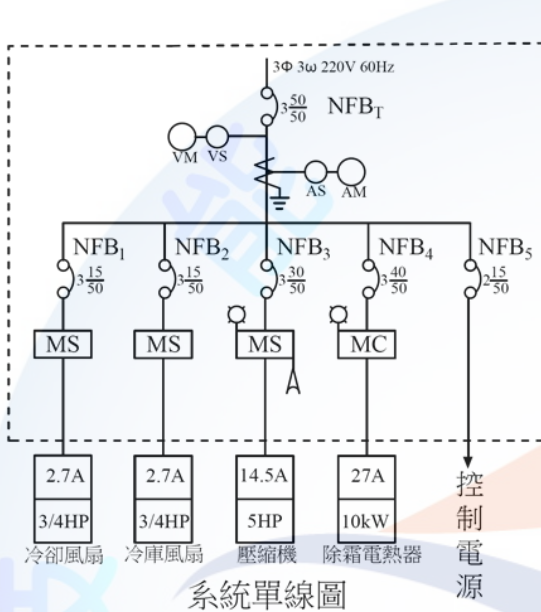 3Φ 3ω 220V 60Hz
3 50/50 NFBT
VM VS
AS AM
NFB1 NFB2 NFB3 NFB4 NFB5
3 15/50 3 15/50 3 30/50 3 40/50 2 15/50
MS MS MS MC
2.7A 2.7A 14.5A 27A
3/4HP 3/4HP 5HP 10kW
冷卻風扇 冷庫風扇 壓縮機 除霜電熱器
控制電源
系統單線圖